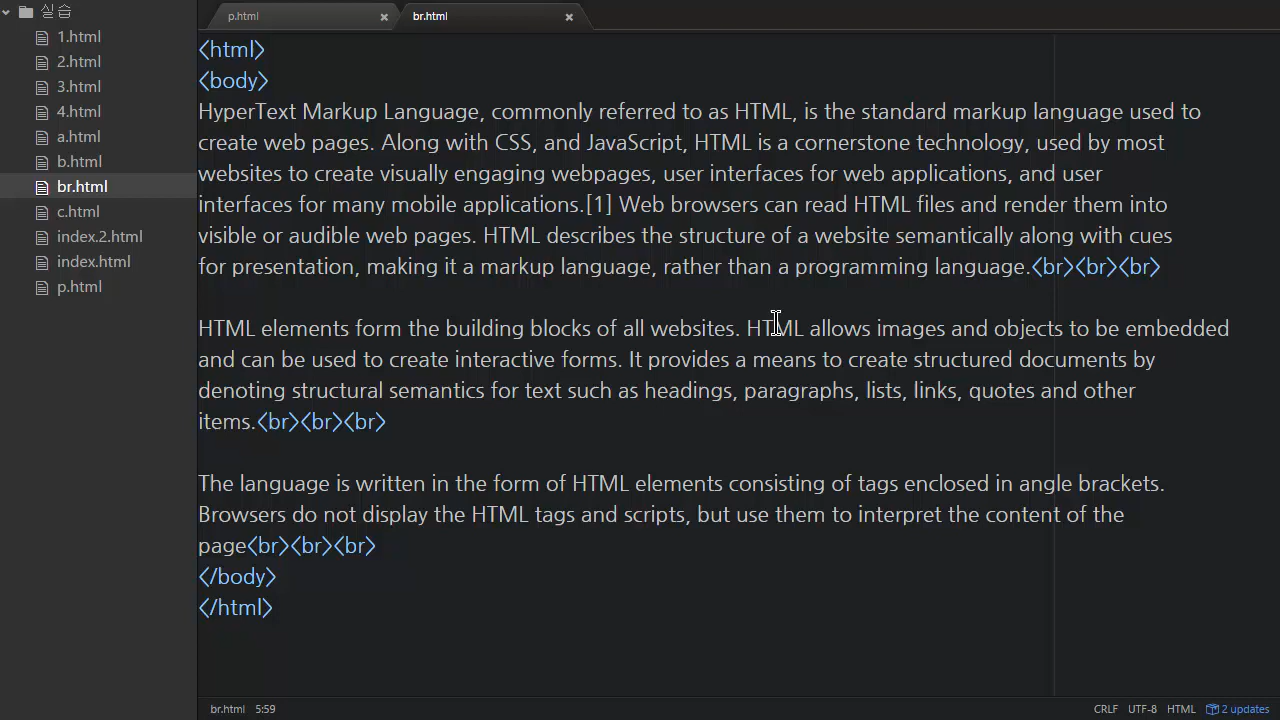 실습
1.html
2.html
3.html
4.html
a.html
b.html
br.html
c.html
index.2.html
index.html
p.html
p.html
br.html
<html>
<body>
HyperText Markup Language, commonly referred to as HTML, is the standard markup language used to
create web pages. Along with CSS, and JavaScript, HTML is a cornerstone technology, used by most
websites to create visually engaging webpages, user interfaces for web applications, and user
interfaces for many mobile applications.[1] Web browsers can read HTML files and render them into
visible or audible web pages. HTML describes the structure of a website semantically along with cues
for presentation, making it a markup language, rather than a programming language.<br><br><br>
HTML elements form the building blocks of all websites. HTML allows images and objects to be embedded
and can be used to create interactive forms. It provides a means to create structured documents by
denoting structural semantics for text such as headings, paragraphs, lists, links, quotes and other
items.<br><br><br>
The language is written in the form of HTML elements consisting of tags enclosed in angle brackets.
Browsers do not display the HTML tags and scripts, but use them to interpret the content of the
page<br><br><br>
</body>
</html>
br.html 5:59
CRLF UTF-8 HTML 2 updates